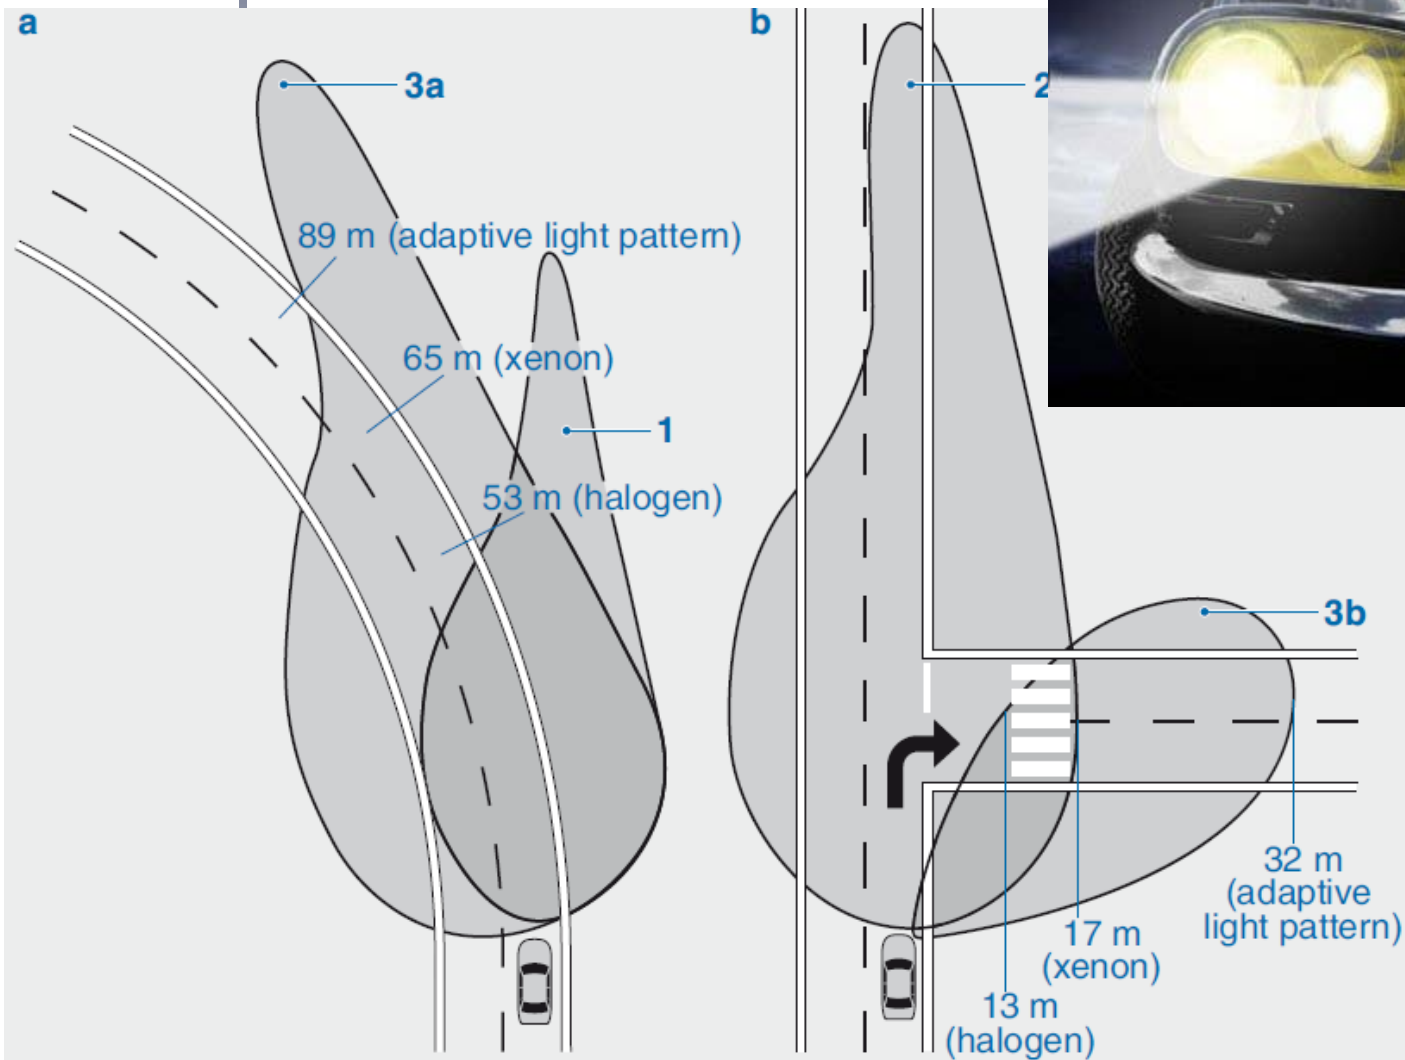 a
b
3a
2
89 m (adaptive light pattern)
65 m (xenon)
1
53 m (halogen)
3b
32 m
(adaptive
light pattern)
17 m
(xenon)
13 m
(halogen)